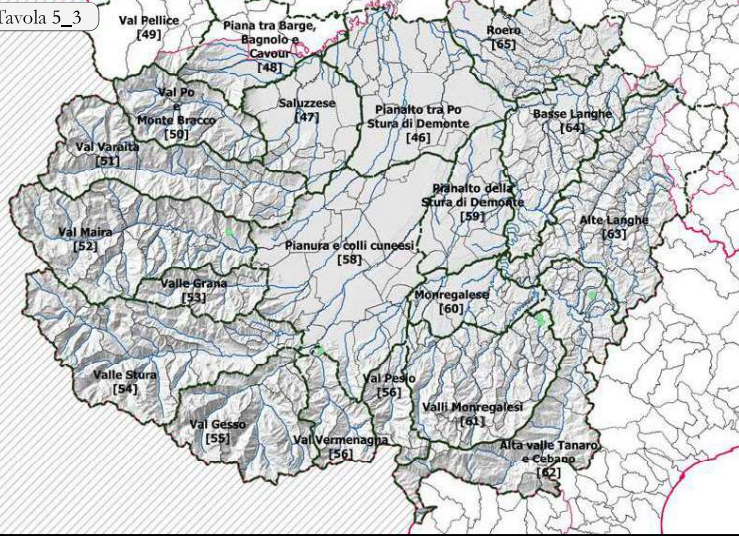 Tavola 5_3
Val Pellice
[49]
Piana tra Barge,
Bagnolo e
Cavour
[48]
Roero
[65]
Val Po
e
Monte Bracco
[50]
Saluzzese
[47]
Pianalto tra Po
Stura di Demonte
[46]
Basse Langhe
[64]
Val Varaita
[51]
Pianalto della
Stura di Demonte
[59]
Alte Langhe
[63]
Val Maira
[52]
Pianura e colli cuneesi
[58]
Valle Grana
[53]
Monregalese
[60]
Valle Stura
[54]
Val Pesio
[56]
Valli Monregalesi
[61]
Val Gesso
[55]
Val Vermenagna
[56]
Alta valle Tanaro
e Cebano
[62]